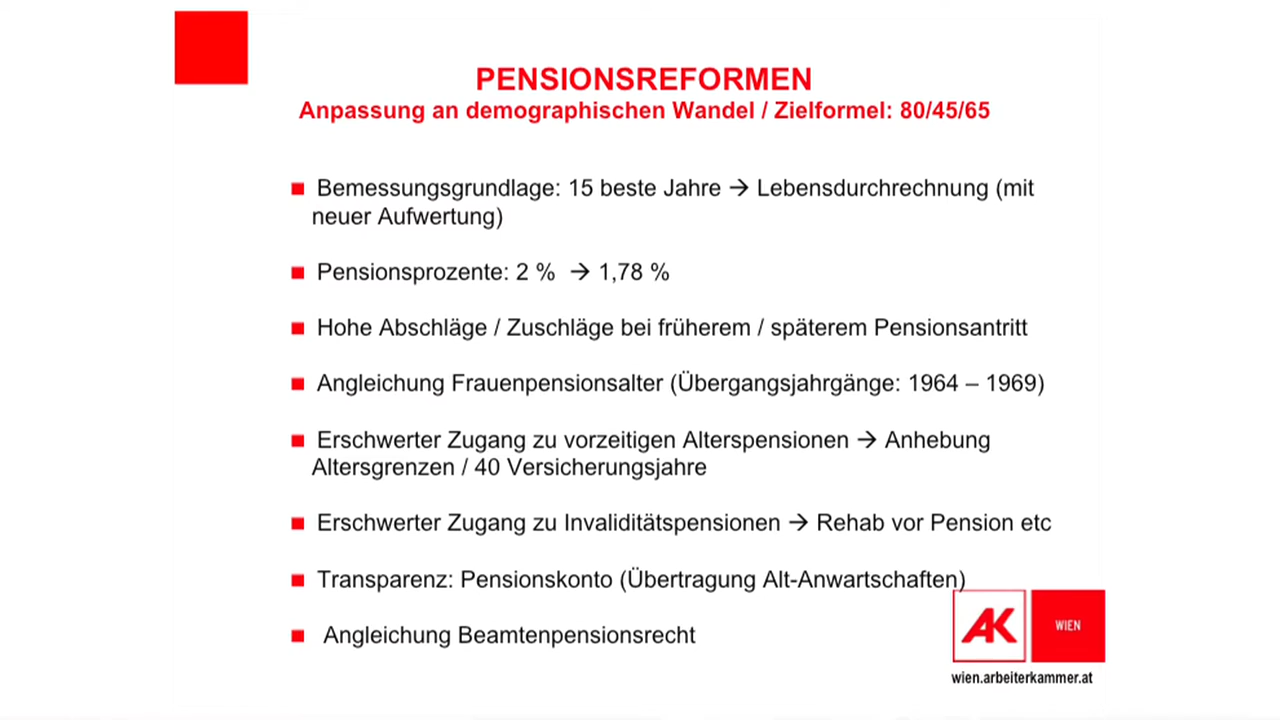 PENSIONSREFORMEN
Anpassung an demographischen Wandel / Zielformel: 80/45/65
■ Bemessungsgrundlage: 15 beste Jahre → Lebensdurchrechnung (mit
neuer Aufwertung)
■ Pensionsprozente: 2 % → 1,78 %
■ Hohe Abschläge / Zuschläge bei früherem / späterem Pensionsantritt
■ Angleichung Frauenpensionsalter (Übergangsjahrgänge: 1964 – 1969)
■ Erschwerter Zugang zu vorzeitigen Alterspensionen → Anhebung
Altersgrenzen / 40 Versicherungsjahre
■ Erschwerter Zugang zu Invaliditätspensionen → Rehab vor Pension etc
■ Transparenz: Pensionskonto (Übertragung Alt-Anwartschaften)
■ Angleichung Beamtenpensionsrecht
AK WIEN
wien.arbeiterkammer.at